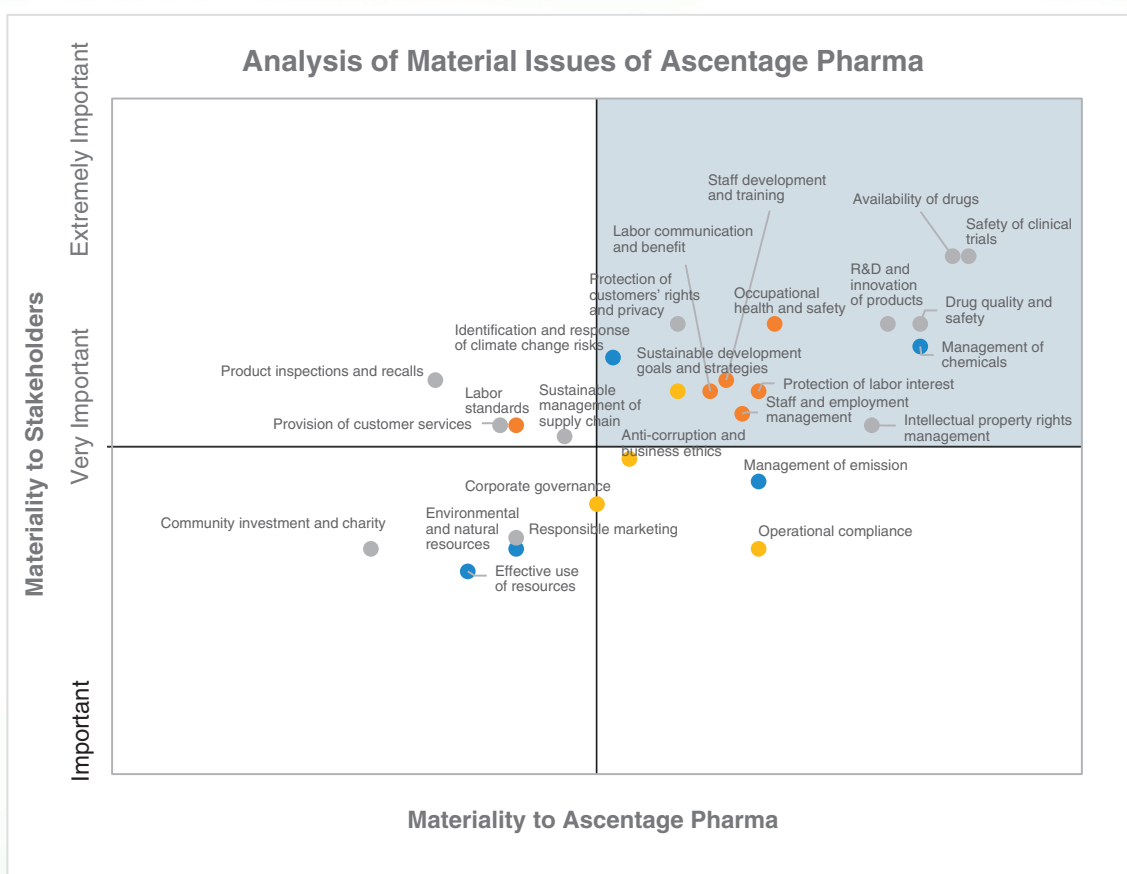 Analysis of Material Issues of Ascentage Pharma
Extremely Important
Very Important
Important
Materiality to Stakeholders
Staff development
and training
Availability of drugs
Safety of clinical
trials
Labor communication
and benefit
R&D and
innovation
of products
Protection of
customers' rights
and privacy
Occupational
health and safety
Drug quality and
safety
Identification and response
of climate change risks
Management of
chemicals
Sustainable development
goals and strategies
Product inspections and recalls
Protection of labor interest
Labor
standards
Sustainable
management of
supply chain
Staff and employment
management
Provision of customer services
Intellectual property rights
management
Anti-corruption and
business ethics
Management of emission
Corporate governance
Environmental
and natural
resources
Responsible marketing
Community investment and charity
Operational compliance
Effective use
of resources
Materiality to Ascentage Pharma